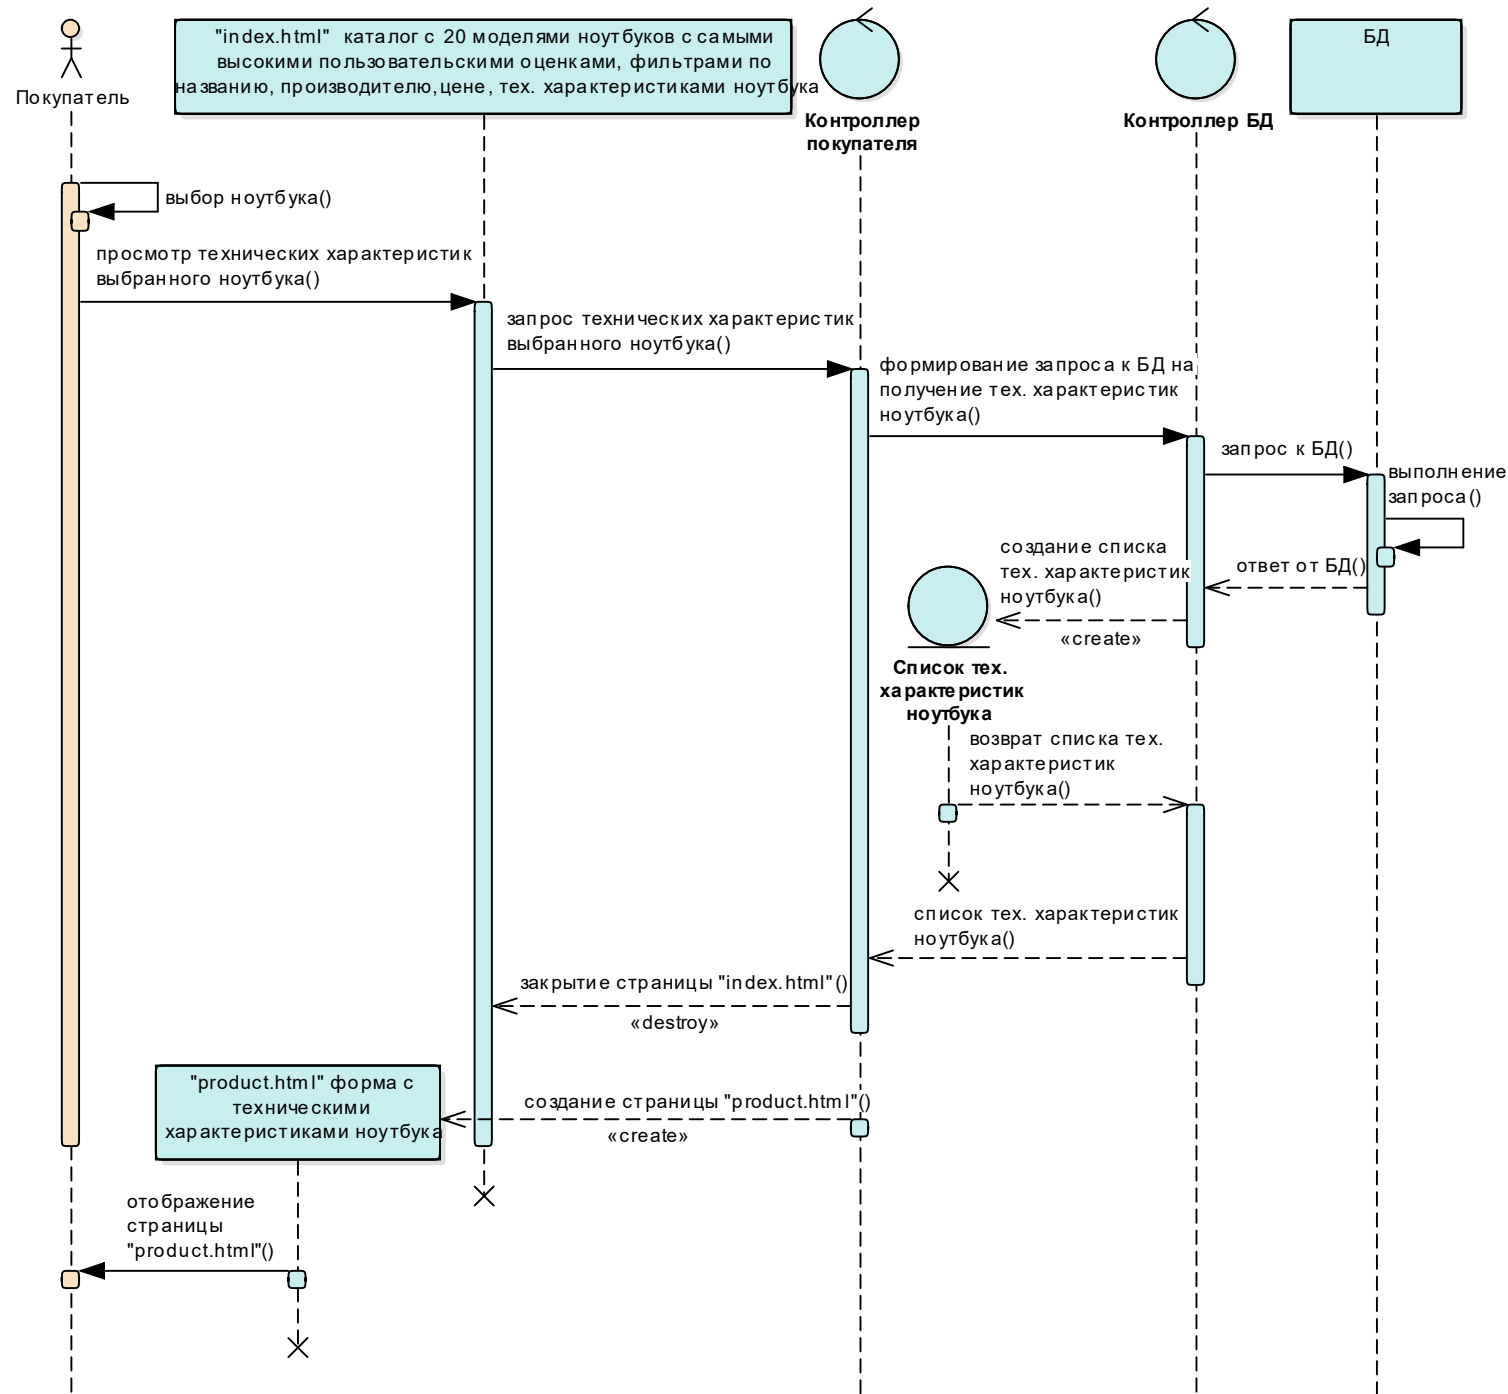 Покупатель
"index.html" каталог с 20 моделями ноутбуков с самыми
высокими пользовательскими оценками, фильтрами по
названию, производителю, цене, тех. характеристиками ноутбука
Контроллер
покупателя
Контроллер БД
БД
выбор ноутбука()
просмотр технических характеристик
выбранного ноутбука()
запрос технических характеристик
выбранного ноутбука()
формирование запроса к БД на
получение тех. характеристик
ноутбука()
запрос к БД()
выполнение
запроса()
ответ от БД()
создание списка
тех. характеристик
ноутбука()
«create»
Список тех.
характеристик
ноутбука
возврат списка тех.
характеристик
ноутбука()
список тех. характеристик
ноутбука()
закрытие страницы "index.html"()
«destroy»
"product.html" форма с
техническими
характеристиками ноутбука
создание страницы "product.html"()
«create»
отображение
страницы
"product.html"()